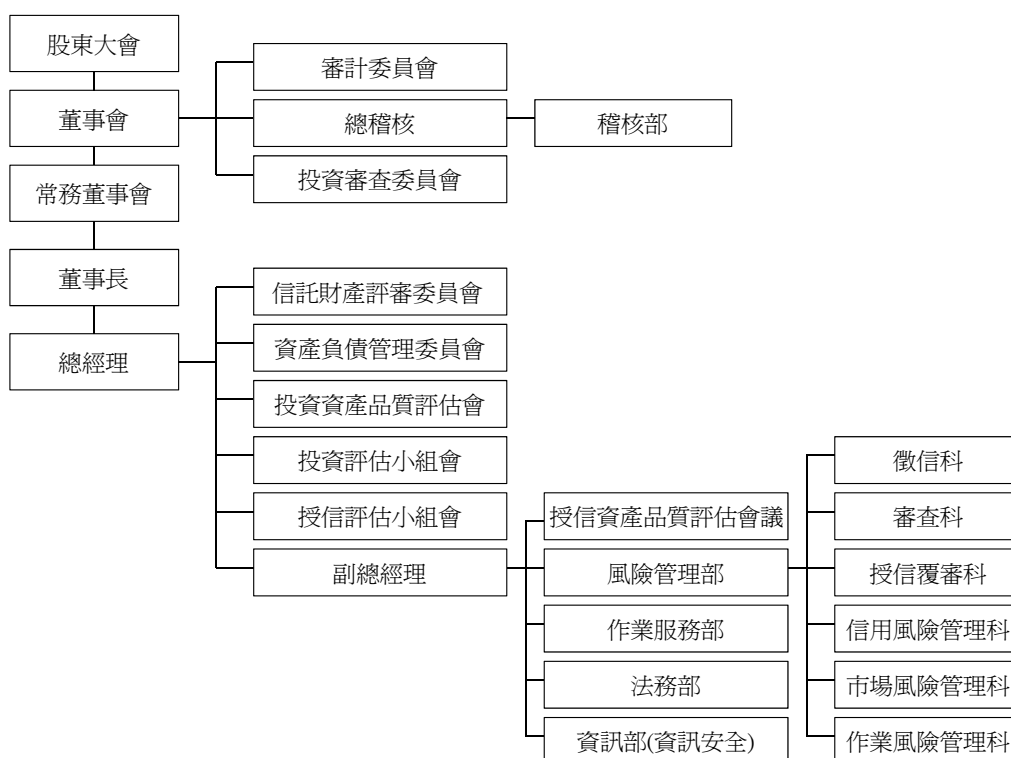 股東大會
董事會
常務董事會
董事長
總經理
審計委員會
總稽核
稽核部
投資審查委員會
信託財產評審委員會
資產負債管理委員會
投資資產品質評估會
投資評估小組會
授信評估小組會
副總經理
授信資產品質評估會議
風險管理部
作業服務部
法務部
資訊部(資訊安全)
徵信科
審查科
授信覆審科
信用風險管理科
市場風險管理科
作業風險管理科